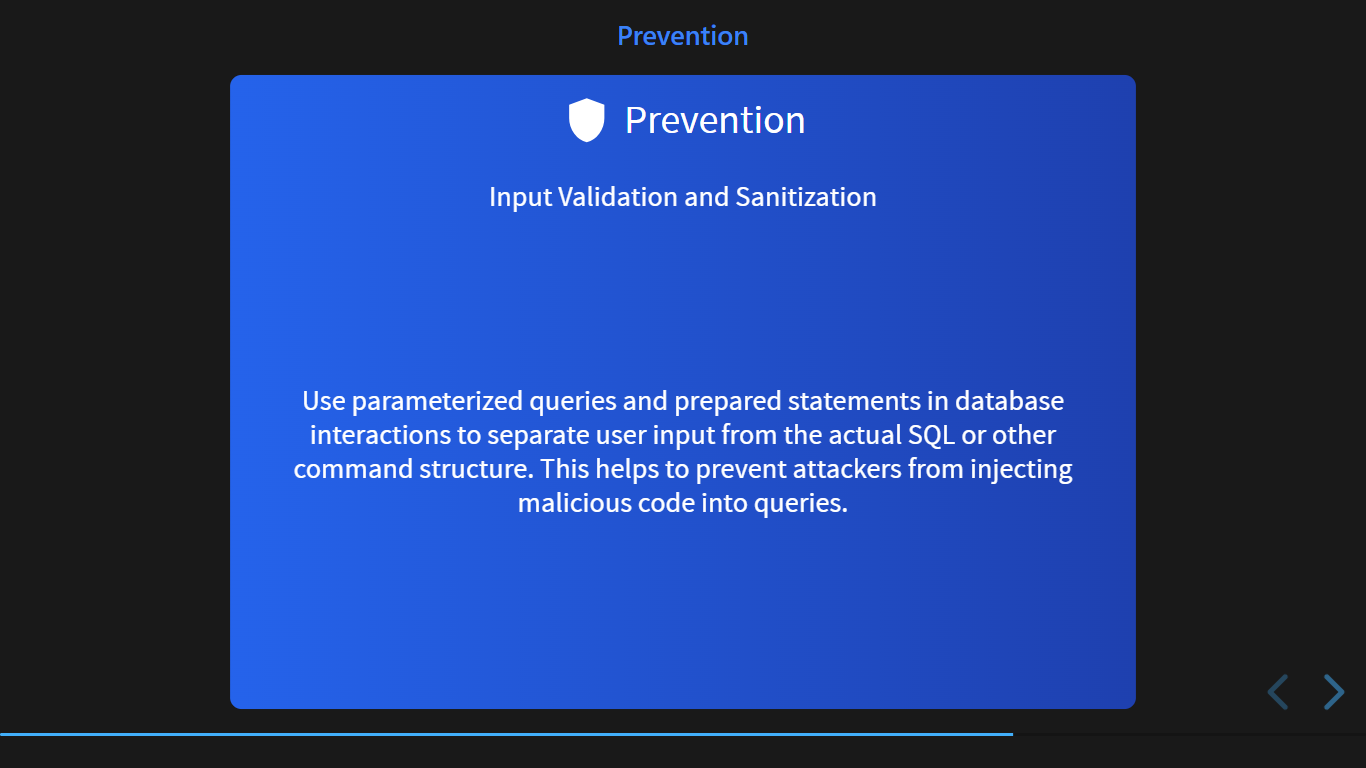 Prevention
Prevention
Input Validation and Sanitization
Use parameterized queries and prepared statements in database
interactions to separate user input from the actual SQL or other
command structure. This helps to prevent attackers from injecting
malicious code into queries.